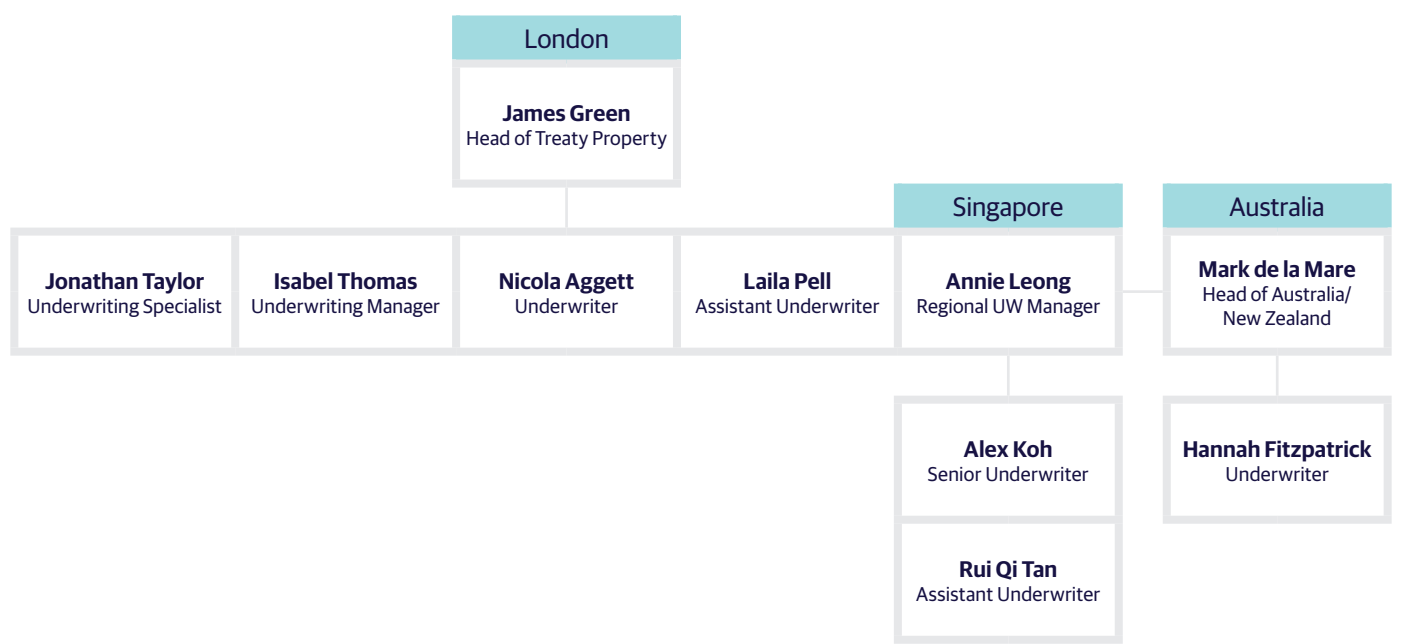 London
James Green
Head of Treaty Property
Singapore
Australia
Jonathan Taylor
Underwriting Specialist
Isabel Thomas
Underwriting Manager
Nicola Aggett
Underwriter
Laila Pell
Assistant Underwriter
Annie Leong
Regional UW Manager
Mark de la Mare
Head of Australia/
New Zealand
Alex Koh
Senior Underwriter
Hannah Fitzpatrick
Underwriter
Rui Qi Tan
Assistant Underwriter